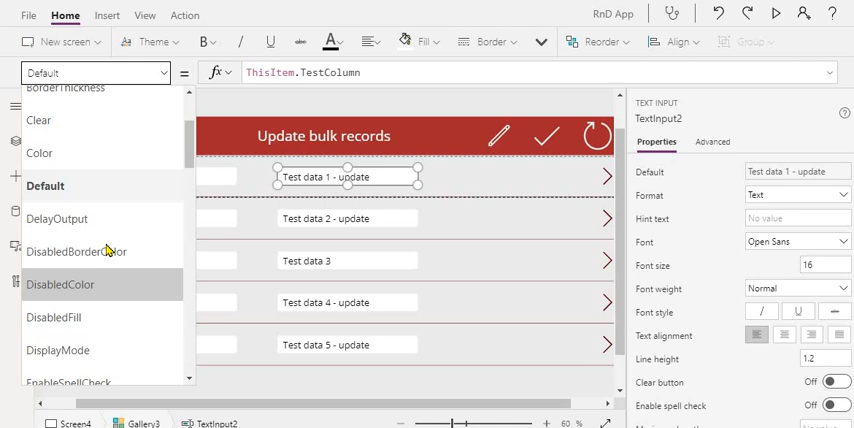 File Home Insert View Action RnD App ?
New screen Theme B / U abc A Fill Border Reorder Align Group
Default = fx ThisItem.TestColumn
BorderThickness
Clear
Color
Default
DelayOutput
DisabledBorderColor
DisabledColor
DisabledFill
DisplayMode
EnableSpellCheck
Update bulk records
Test data 1 - update
Test data 2 - update
Test data 3
Test data 4 - update
Test data 5 - update
Screen4 Gallery3 TextInput2 − + 60 %
TEXT INPUT
TextInput2
Properties Advanced
Default Test data 1 - update
Format Text
Hint text No value
Font Open Sans
Font size 16
Font weight Normal
Font style / U
Text alignment
Line height 1.2
Clear button Off
Enable spell check Off